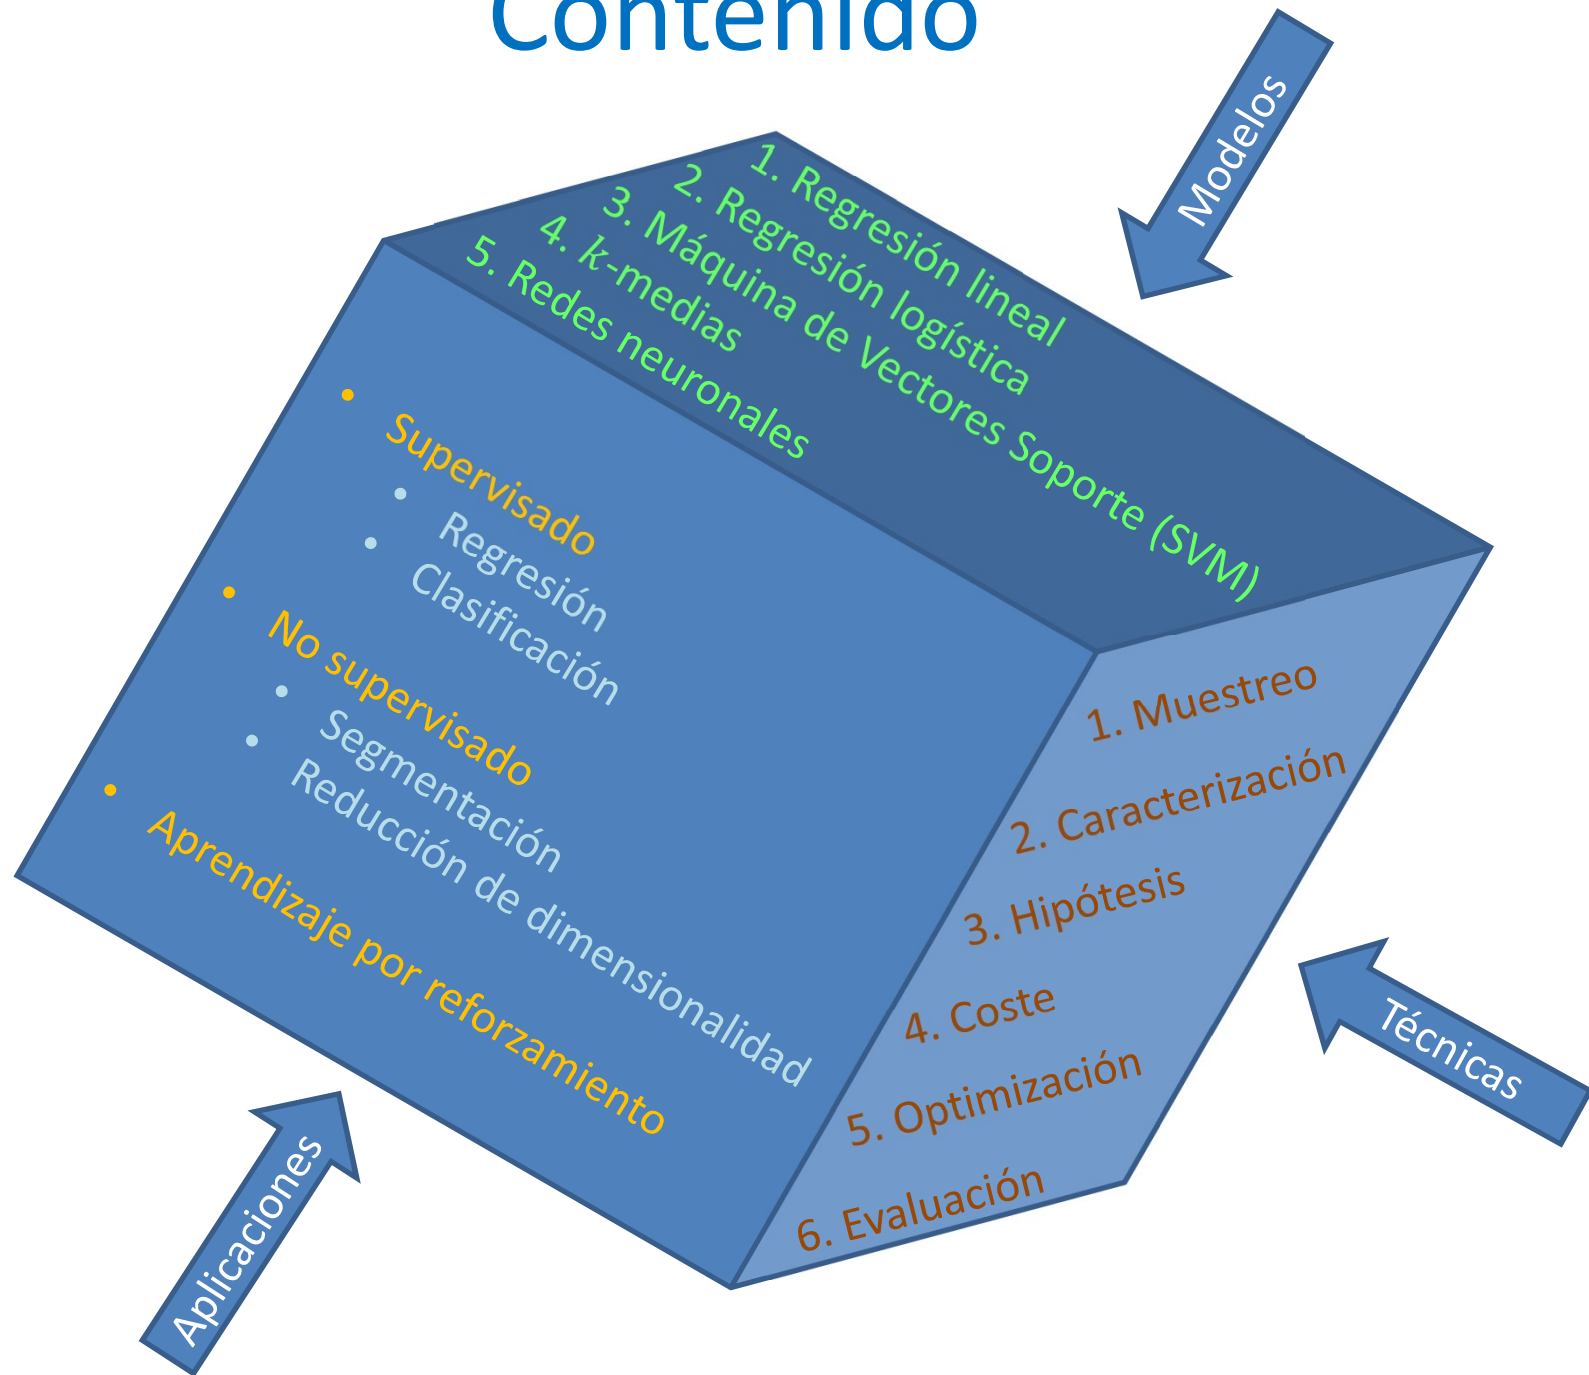 Contenido
Modelos
1. Regresión lineal
2. Regresión logística
3. Máquina de Vectores Soporte (SVM)
4. k-medias
5. Redes neuronales
• Supervisado
• Regresión
• Clasificación
• No supervisado
• Segmentación
• Reducción de dimensionalidad
• Aprendizaje por reforzamiento
1. Muestreo
2. Caracterización
3. Hipótesis
4. Coste
5. Optimización
6. Evaluación
Técnicas
Aplicaciones